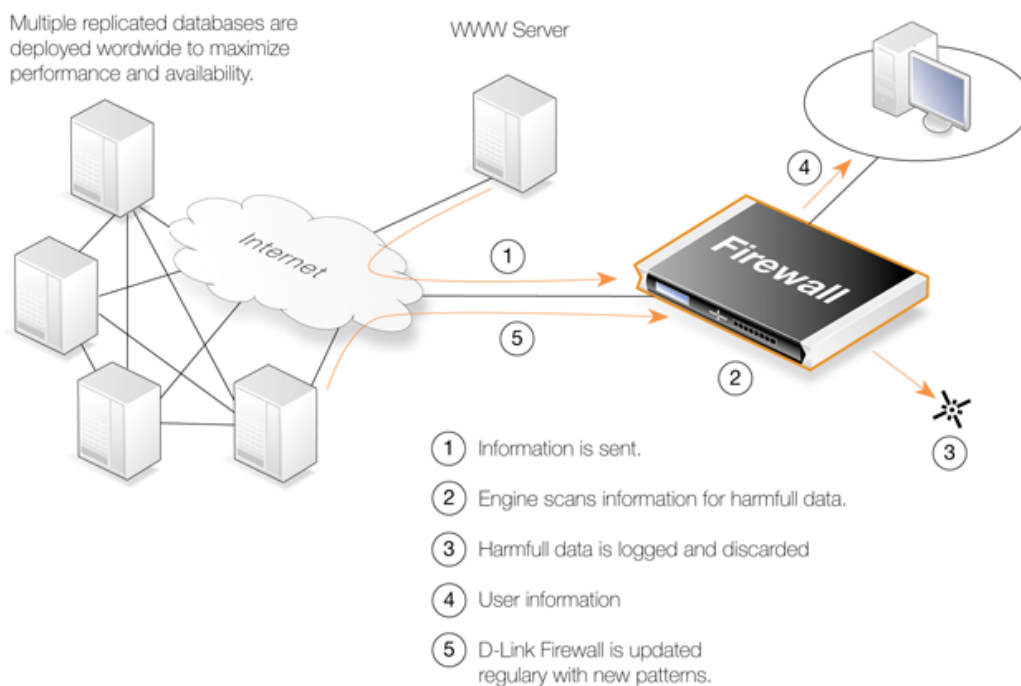 Multiple replicated databases are
deployed wordwide to maximize
performance and availability.
WWW Server
Internet
Firewall
1
5
2
4
3
1 Information is sent.
2 Engine scans information for harmfull data.
3 Harmfull data is logged and discarded
4 User information
5 D-Link Firewall is updated
regulary with new patterns.